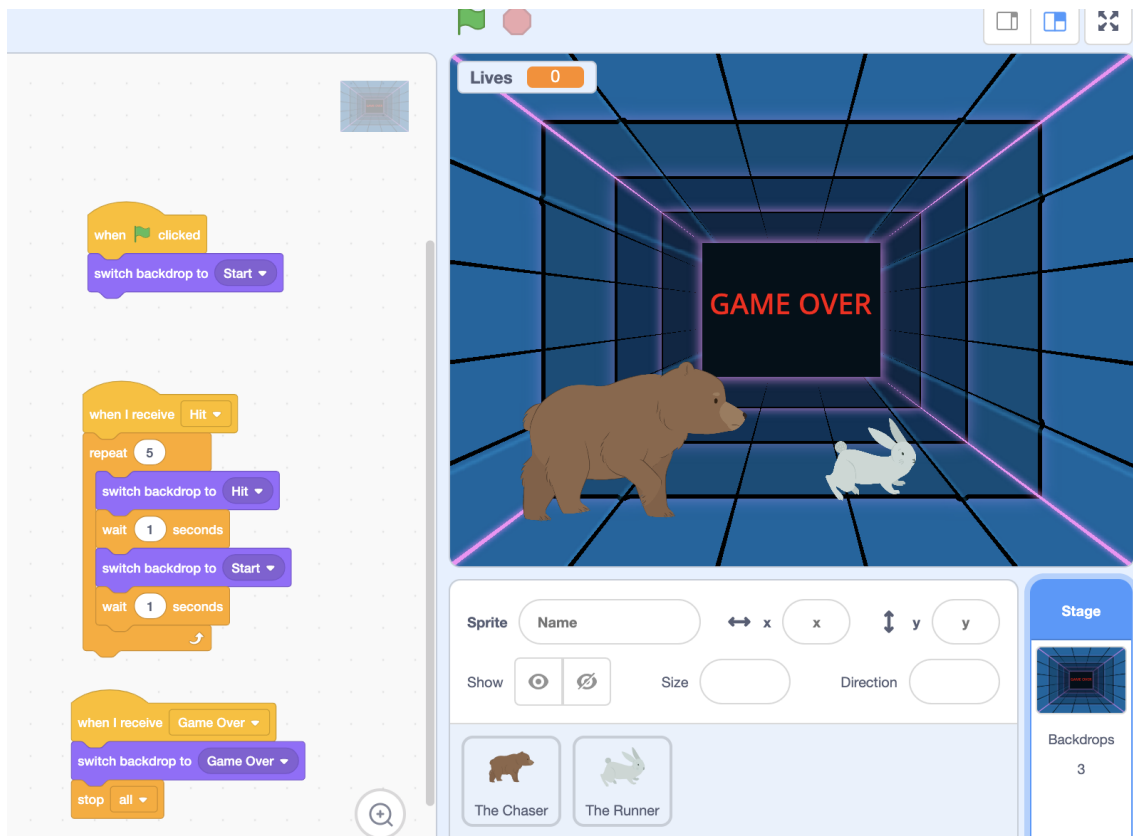 when clicked
switch backdrop to Start
when I receive Hit
repeat 5
switch backdrop to Hit
wait 1 seconds
switch backdrop to Start
wait 1 seconds
when I receive Game Over
switch backdrop to Game Over
stop all
Lives 0
GAME OVER
Sprite Name x x y y
Show Size Direction
The Chaser
The Runner
Stage
GAME OVER
Backdrops
3